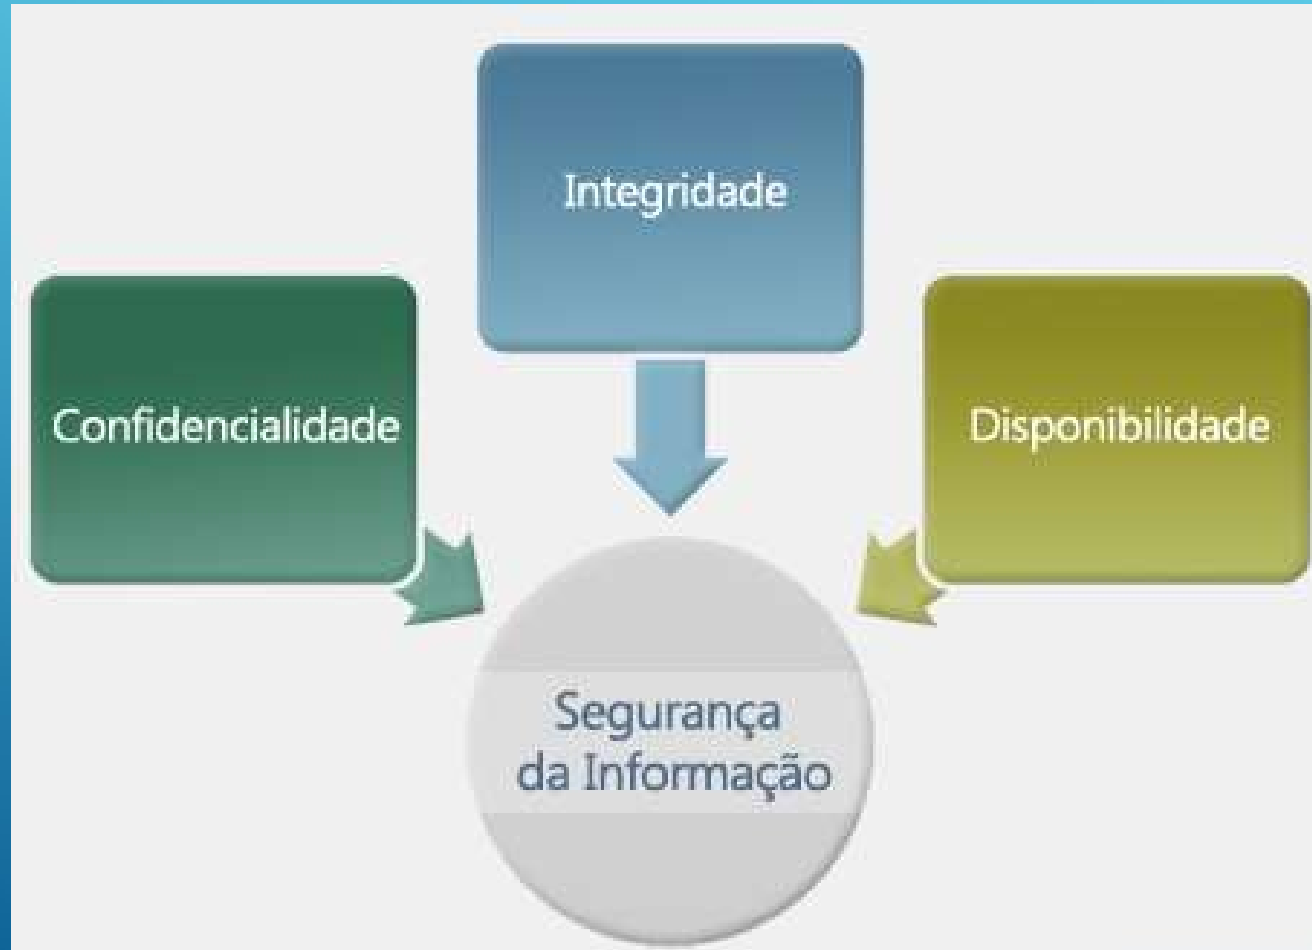 Integridade
Confidencialidade
Disponibilidade
Segurança
da Informação